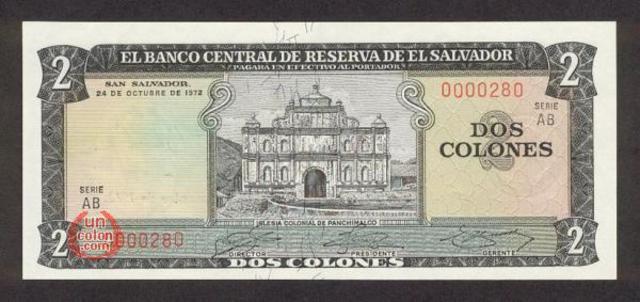 EL BANCO CENTRAL DE RESERVA DE EL SALVADOR
PAGARA EN EFECTIVO AL PORTADOR
2
2
SAN SALVADOR,
24 DE OCTUBRE DE 1972
0000280
SERIE
AB
DOS
COLONES
SERIE
AB
un
colon
.com
000280
IGLESIA COLONIAL DE PANCHIMALCO
2
2
DIRECTOR
PRESIDENTE
GERENTE
DOS COLONES